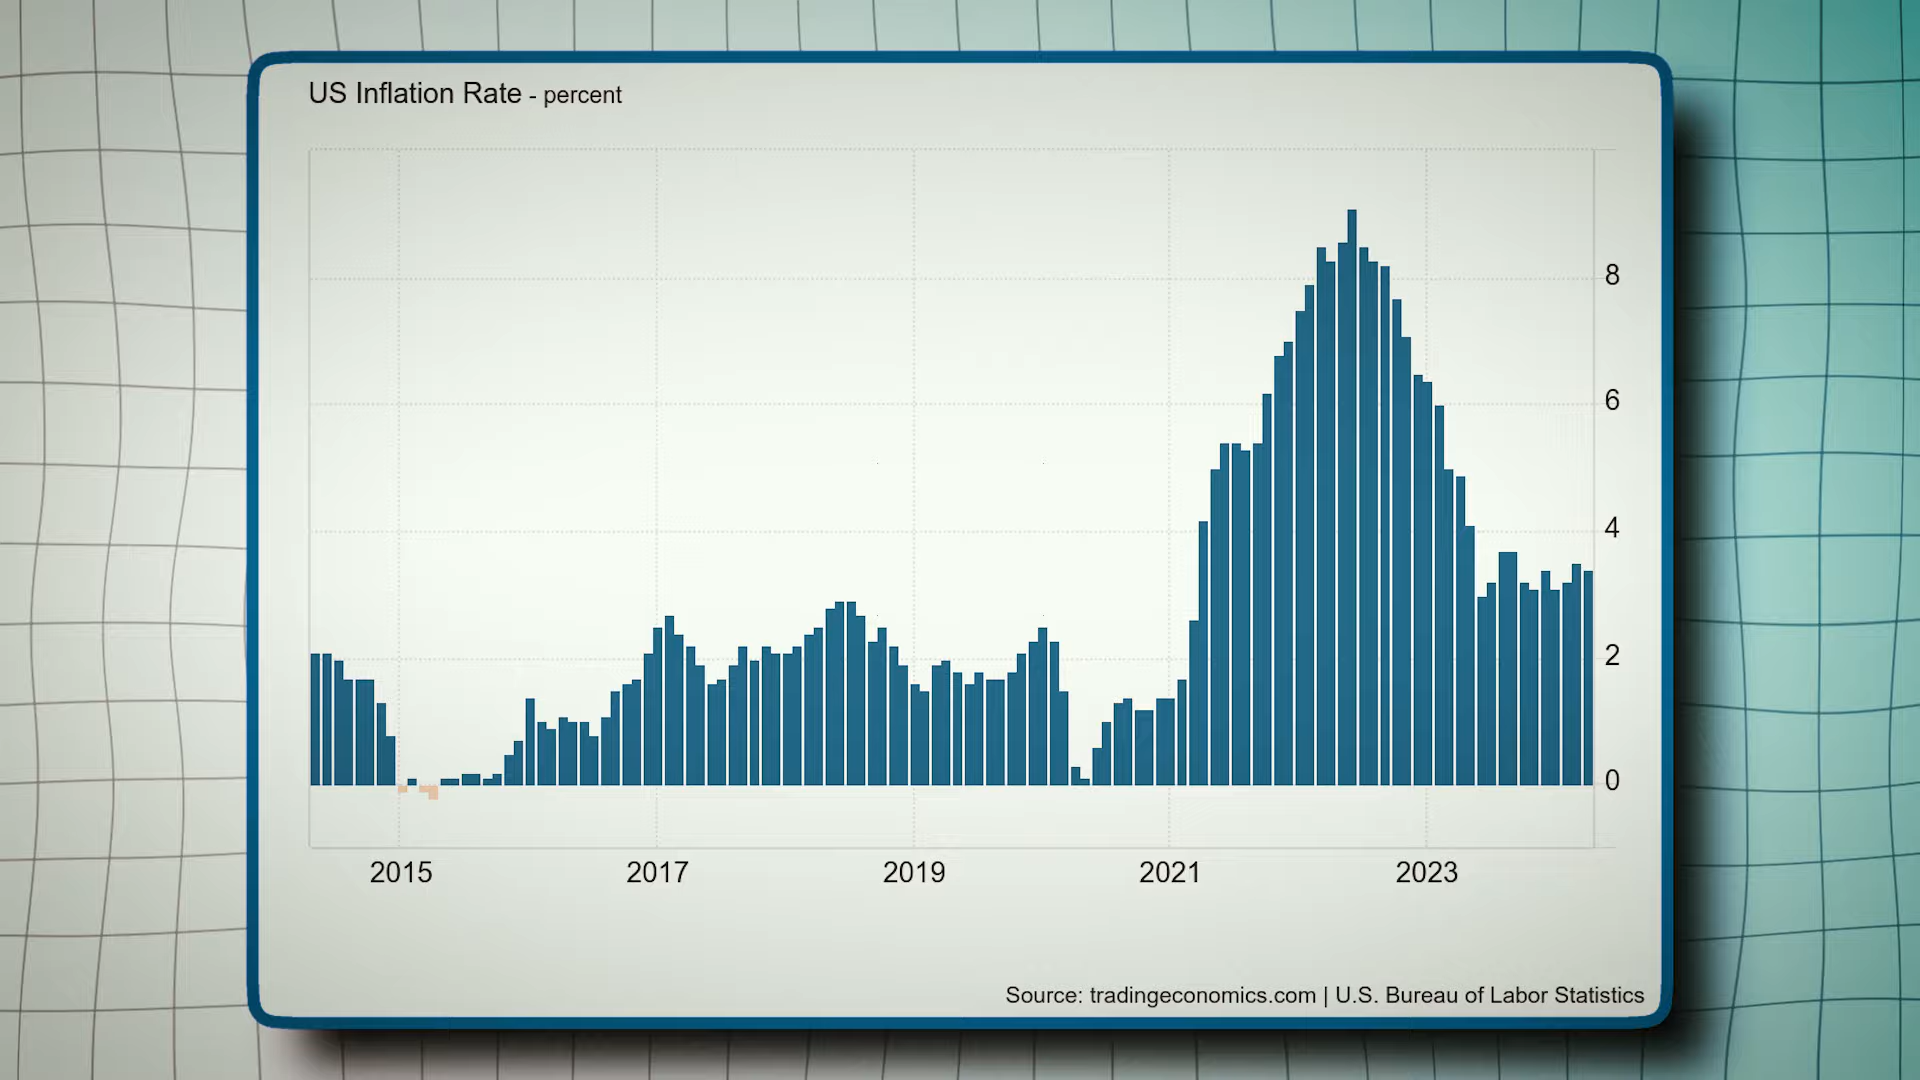 US Inflation Rate - percent
8
6
4
2
0
2015 2017 2019 2021 2023
Source: tradingeconomics.com | U.S. Bureau of Labor Statistics